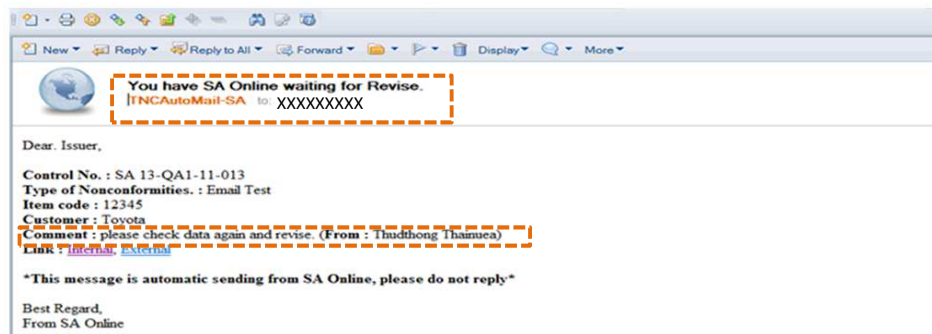 New Reply Reply to All Forward Display More
You have SA Online waiting for Revise.
TNCAutoMail-SA to: XXXXXXXXX
Dear. Issuer,
Control No. : SA 13-QA1-11-013
Type of Nonconformities. : Email Test
Item code : 12345
Customer : Toyota
Comment : please check data again and revise. (From : Thudthong Thaimuea)
Link : Internal, External
*This message is automatic sending from SA Online, please do not reply*
Best Regard,
From SA Online